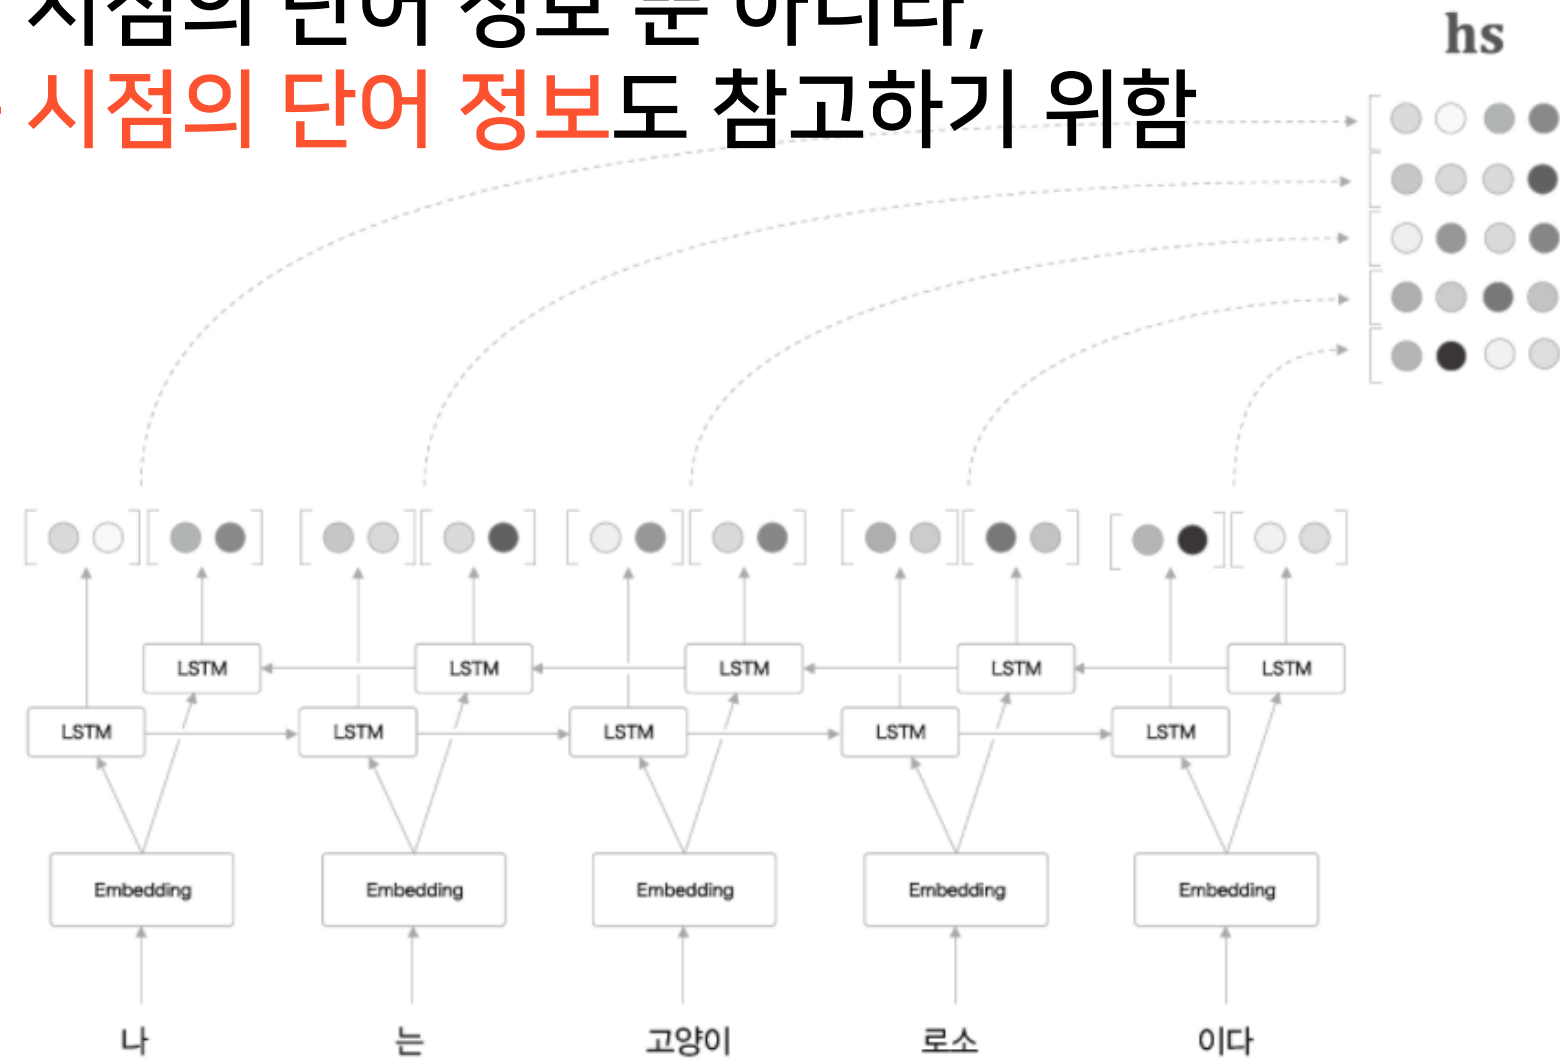 시점의 단어 정보 뿐 아니라,
시점의 단어 정보도 참고하기 위함
hs
LSTM LSTM LSTM LSTM LSTM
LSTM LSTM LSTM LSTM LSTM
Embedding Embedding Embedding Embedding Embedding
나 는 고양이 로소 이다